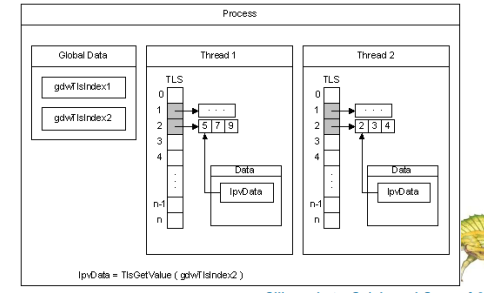 Process
Global Data
gdwTlsIndex1
gdwTlsIndex2
Thread 1
TLS
0
1
2
3
4
n-1
n
. . .
5 7 9
Data
lpvData
Thread 2
TLS
0
1
2
3
4
n-1
n
. . .
2 3 4
Data
lpvData
lpvData = TlsGetValue ( gdwTlsIndex2 )